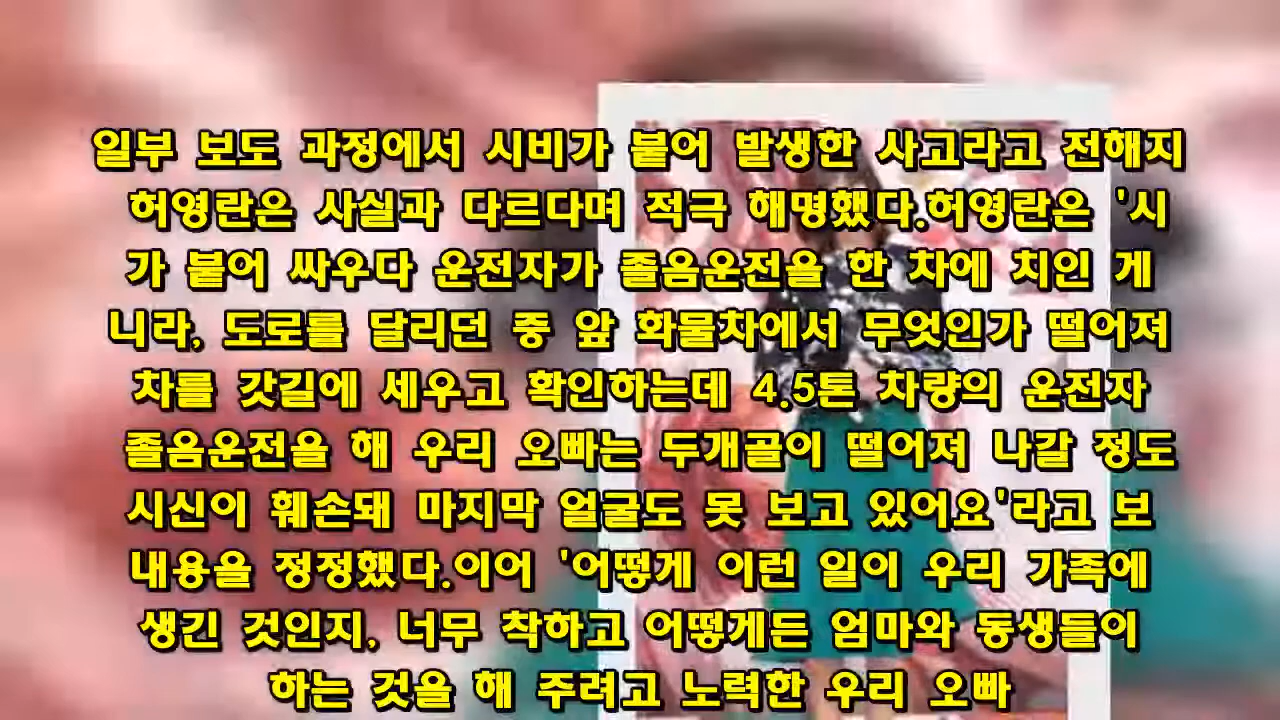 일부 보도 과정에서 시비가 붙어 발생한 사고라고 전해지
허영란은 사실과 다르다며 적극 해명했다.허영란은 '시
가 붙어 싸우다 운전자가 졸음운전을 한 차에 치인 게
니라, 도로를 달리던 중 앞 화물차에서 무엇인가 떨어져
차를 갓길에 세우고 확인하는데 4.5톤 차량의 운전자
졸음운전을 해 우리 오빠는 두개골이 떨어져 나갈 정도
시신이 훼손돼 마지막 얼굴도 못 보고 있어요'라고 보
내용을 정정했다.이어 '어떻게 이런 일이 우리 가족에
생긴 것인지, 너무 착하고 어떻게든 엄마와 동생들이
하는 것을 해 주려고 노력한 우리 오빠